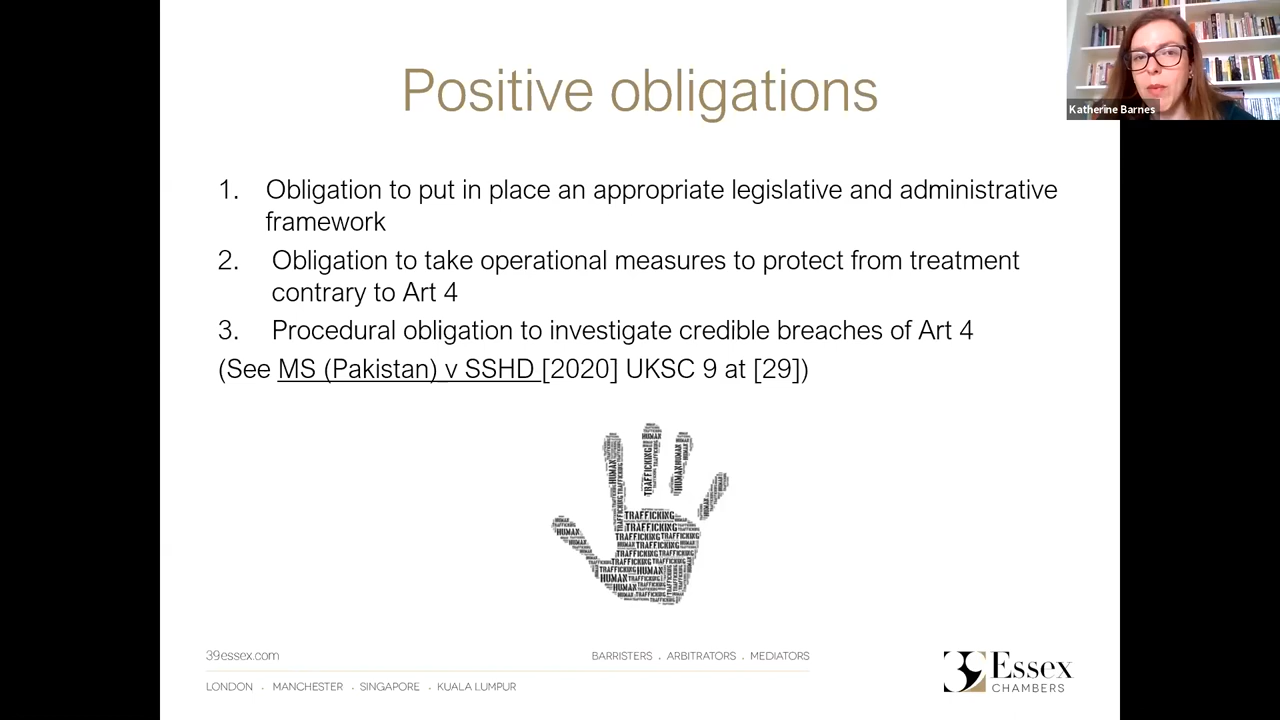 Positive obligations
Katherine Barnes
1. Obligation to put in place an appropriate legislative and administrative
framework
2. Obligation to take operational measures to protect from treatment
contrary to Art 4
3. Procedural obligation to investigate credible breaches of Art 4
(See MS (Pakistan) v SSHD [2020] UKSC 9 at [29])
HUMAN
TRAFFICKING
39essex.com
BARRISTERS . ARBITRATORS . MEDIATORS
LONDON . MANCHESTER . SINGAPORE . KUALA LUMPUR
39 Essex
CHAMBERS